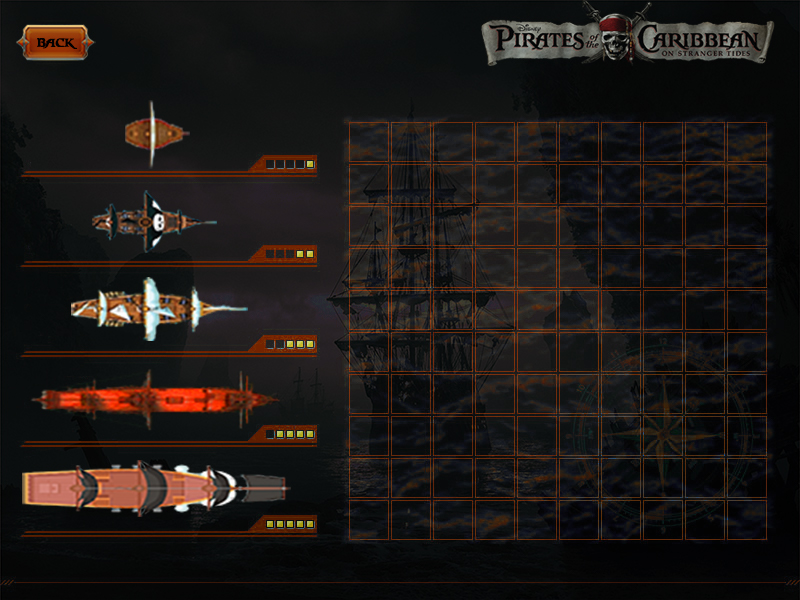 BACK
Disney
PIRATES of the CARIBBEAN
ON STRANGER TIDES